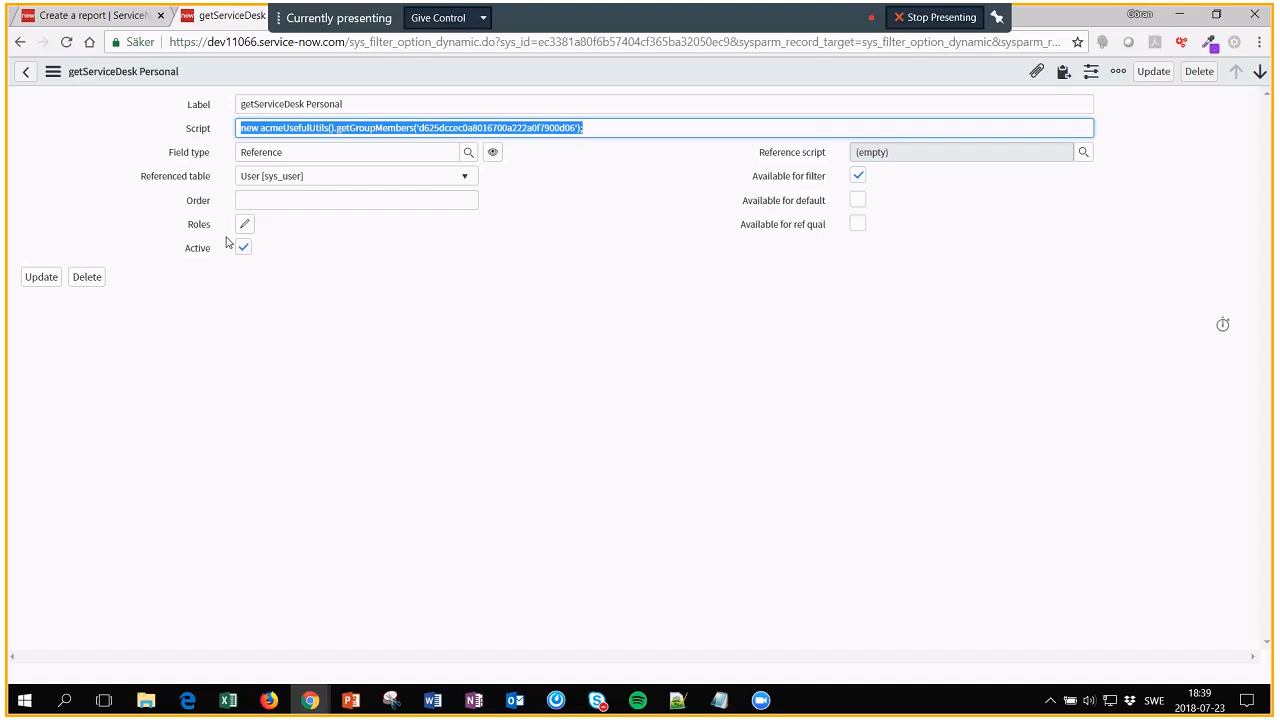 Create a report | ServiceN
getServiceDesk
Currently presenting
Give Control
Stop Presenting
Göran
Säker
https://dev11066.service-now.com/sys_filter_option_dynamic.do?sys_id=ec3381a80f6b57404cf365ba32050ec9&sysparm_record_target=sys_filter_option_dynamic&sysparm_r...
getServiceDesk Personal
Update
Delete
Label
getServiceDesk Personal
Script
new acmeUsefulUtils().getGroupMembers('d625dccec0a8016700a222a0f7900d06');
Field type
Reference
Reference script
(empty)
Referenced table
User [sys_user]
Available for filter
Order
Available for default
Roles
Available for ref qual
Active
Update
Delete
SWE
18:39
2018-07-23